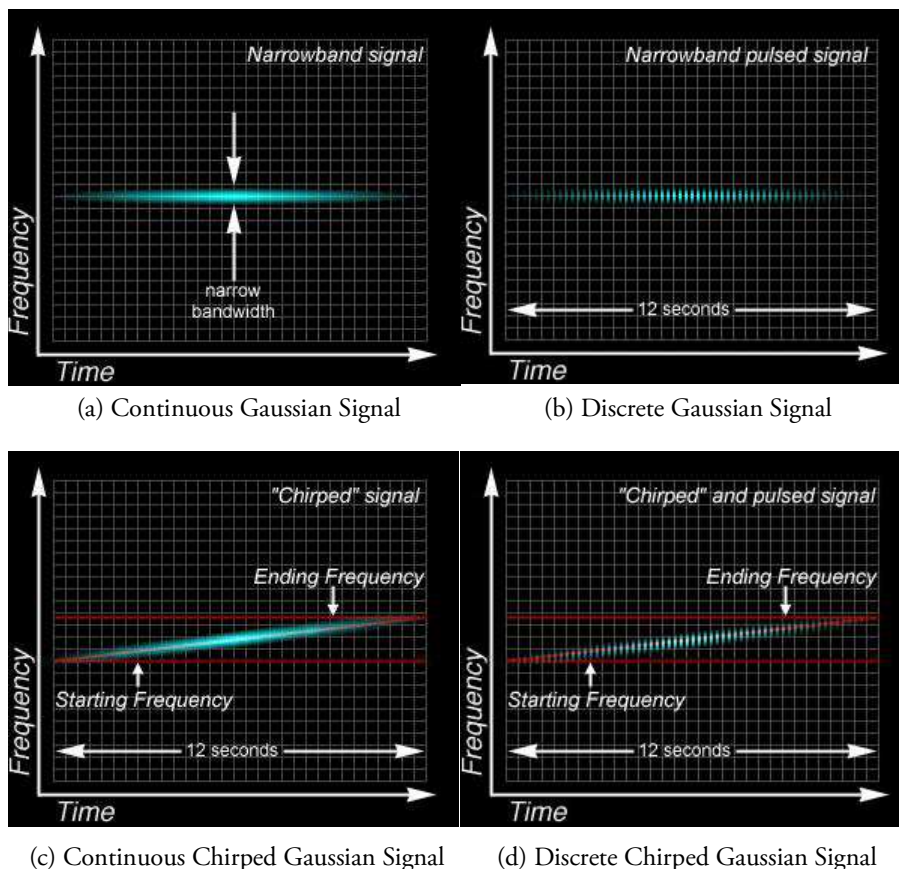 Narrowband signal
narrow
bandwidth
Frequency
Time
(a) Continuous Gaussian Signal
Narrowband pulsed signal
12 seconds
Frequency
Time
(b) Discrete Gaussian Signal
"Chirped" signal
Ending Frequency
Starting Frequency
12 seconds
Frequency
Time
(c) Continuous Chirped Gaussian Signal
"Chirped" and pulsed signal
Ending Frequency
Starting Frequency
12 seconds
Frequency
Time
(d) Discrete Chirped Gaussian Signal